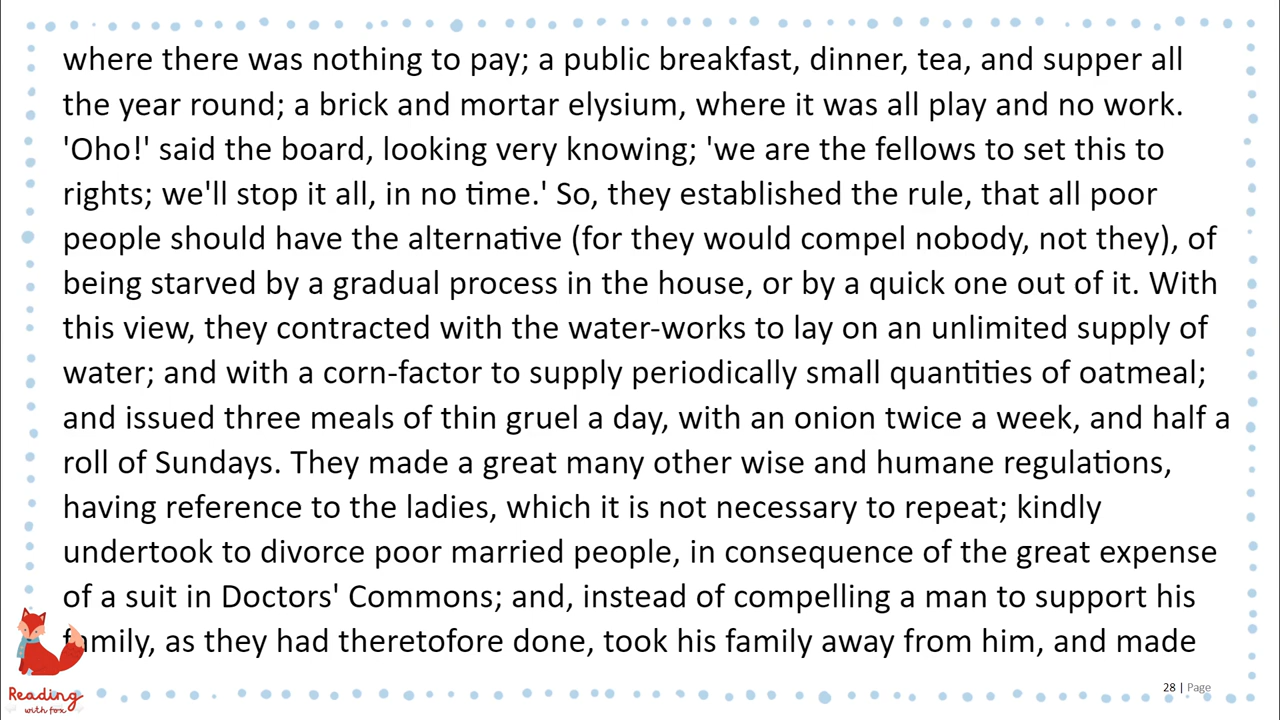 where there was nothing to pay; a public breakfast, dinner, tea, and supper all
the year round; a brick and mortar elysium, where it was all play and no work.
'Oho!' said the board, looking very knowing; 'we are the fellows to set this to
rights; we'll stop it all, in no time.' So, they established the rule, that all poor
people should have the alternative (for they would compel nobody, not they), of
being starved by a gradual process in the house, or by a quick one out of it. With
this view, they contracted with the water-works to lay on an unlimited supply of
water; and with a corn-factor to supply periodically small quantities of oatmeal;
and issued three meals of thin gruel a day, with an onion twice a week, and half a
roll of Sundays. They made a great many other wise and humane regulations,
having reference to the ladies, which it is not necessary to repeat; kindly
undertook to divorce poor married people, in consequence of the great expense
of a suit in Doctors' Commons; and, instead of compelling a man to support his
family, as they had theretofore done, took his family away from him, and made
28 | Page
Reading
with fox